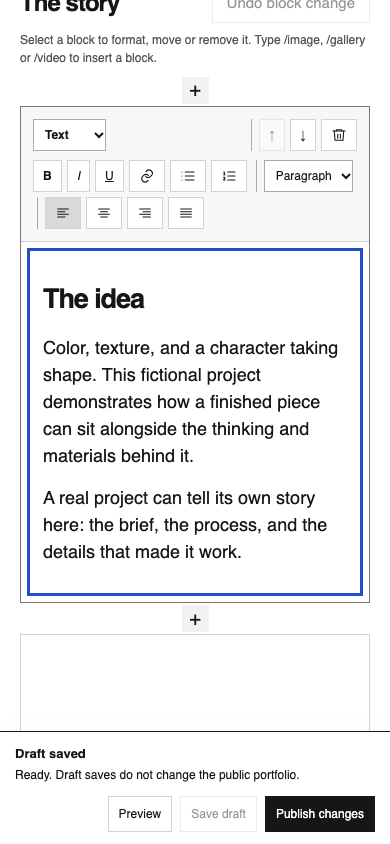 The story
Undo block change
Select a block to format, move or remove it. Type /image, /gallery
or /video to insert a block.
+
Text
↑ ↓
B I U Paragraph
The idea
Color, texture, and a character taking
shape. This fictional project
demonstrates how a finished piece
can sit alongside the thinking and
materials behind it.
A real project can tell its own story
here: the brief, the process, and the
details that made it work.
+
Draft saved
Ready. Draft saves do not change the public portfolio.
Preview Save draft Publish changes